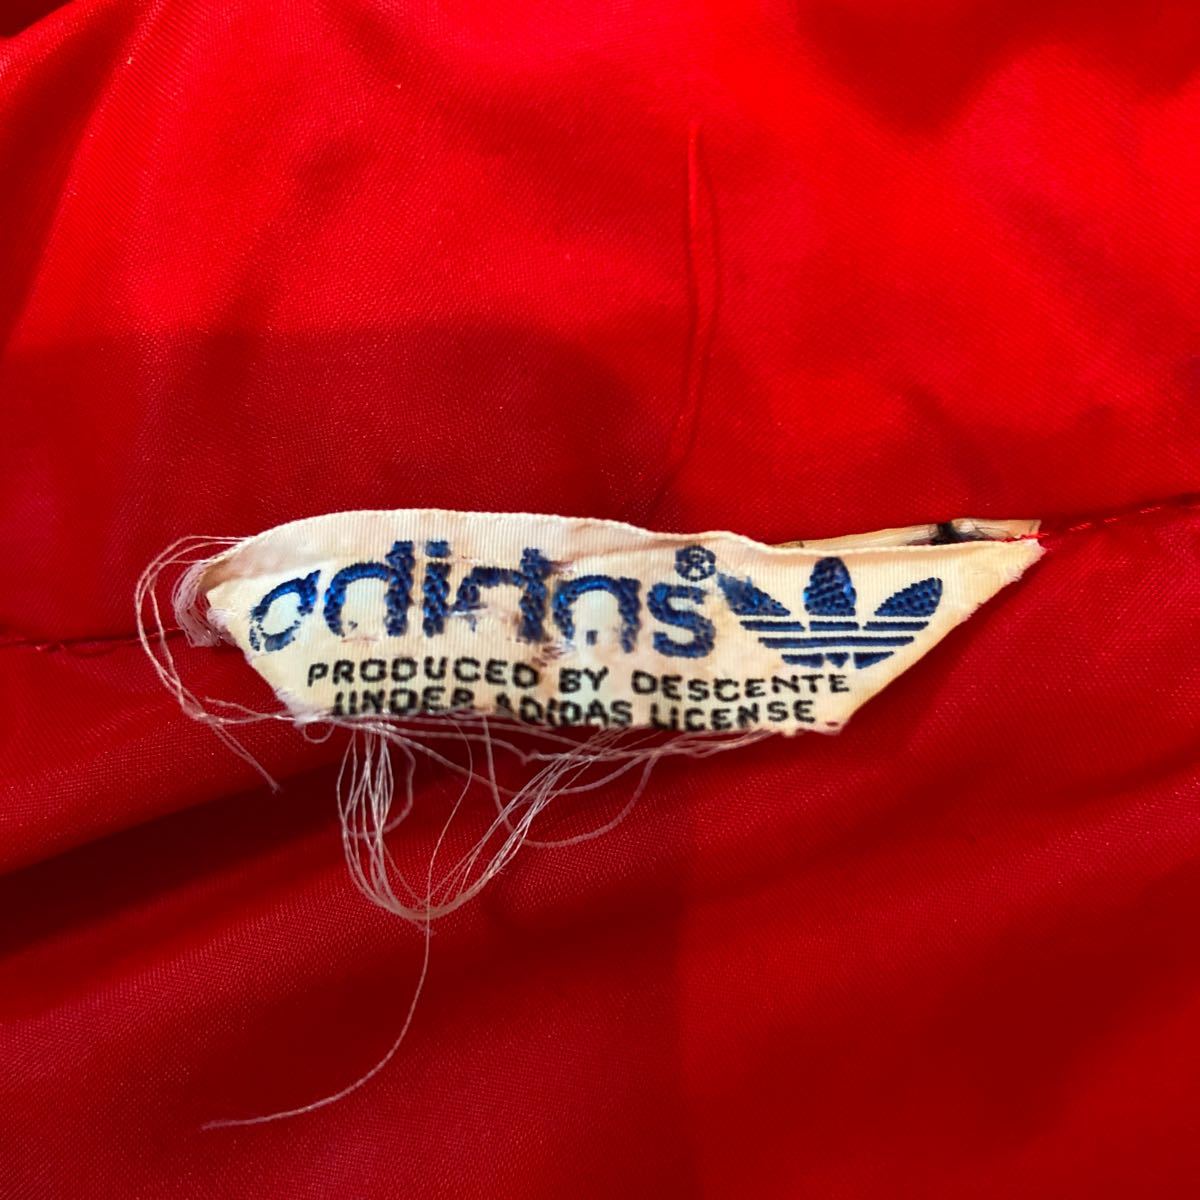 adidas®
PRODUCED BY DESCENTE
UNDER ADIDAS LICENSE